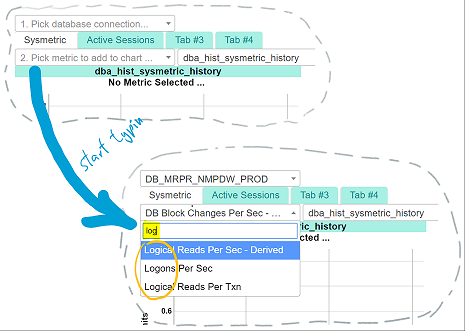 1. Pick database connection...
Sysmetric Active Sessions Tab #3 Tab #4
2. Pick metric to add to chart ... dba_hist_sysmetric_history
dba_hist_sysmetric_history
No Metric Selected ...
start typin
DB_MRPR_NMPDW_PROD
Sysmetric Active Sessions Tab #3 Tab #4
DB Block Changes Per Sec - ... dba_hist_sysmetric_history
log ric_history
ected ...
Logical Reads Per Sec - Derived
Logons Per Sec
Logical Reads Per Txn
0.6